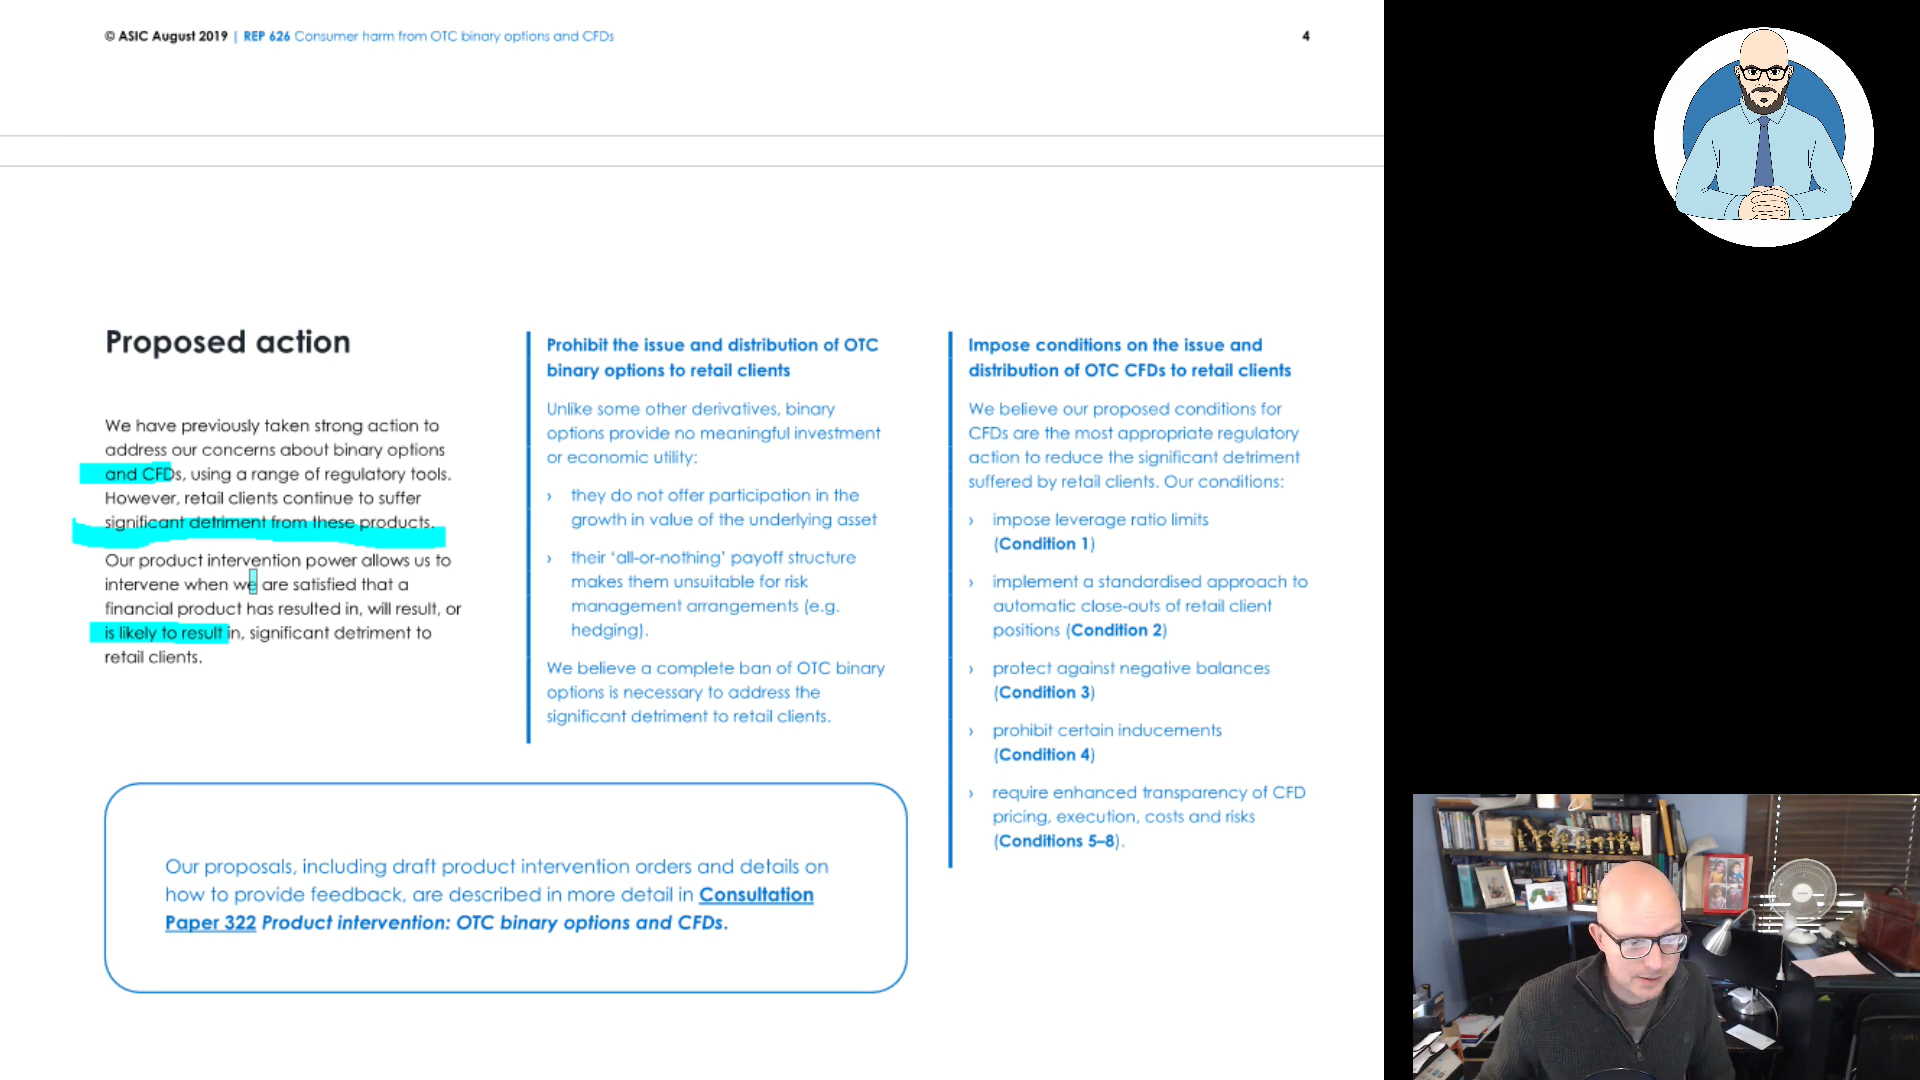 © ASIC August 2019 | REP 626 Consumer harm from OTC binary options and CFDs
4
Proposed action
We have previously taken strong action to
address our concerns about binary options
and CFDs, using a range of regulatory tools.
However, retail clients continue to suffer
significant detriment from these products.
Our product intervention power allows us to
intervene when we are satisfied that a
financial product has resulted in, will result, or
is likely to result in, significant detriment to
retail clients.
Prohibit the issue and distribution of OTC
binary options to retail clients
Unlike some other derivatives, binary
options provide no meaningful investment
or economic utility:
› they do not offer participation in the
growth in value of the underlying asset
› their ‘all-or-nothing’ payoff structure
makes them unsuitable for risk
management arrangements (e.g.
hedging).
We believe a complete ban of OTC binary
options is necessary to address the
significant detriment to retail clients.
Impose conditions on the issue and
distribution of OTC CFDs to retail clients
We believe our proposed conditions for
CFDs are the most appropriate regulatory
action to reduce the significant detriment
suffered by retail clients. Our conditions:
› impose leverage ratio limits
(Condition 1)
› implement a standardised approach to
automatic close-outs of retail client
positions (Condition 2)
› protect against negative balances
(Condition 3)
› prohibit certain inducements
(Condition 4)
› require enhanced transparency of CFD
pricing, execution, costs and risks
(Conditions 5–8).
Our proposals, including draft product intervention orders and details on
how to provide feedback, are described in more detail in Consultation
Paper 322 Product intervention: OTC binary options and CFDs.